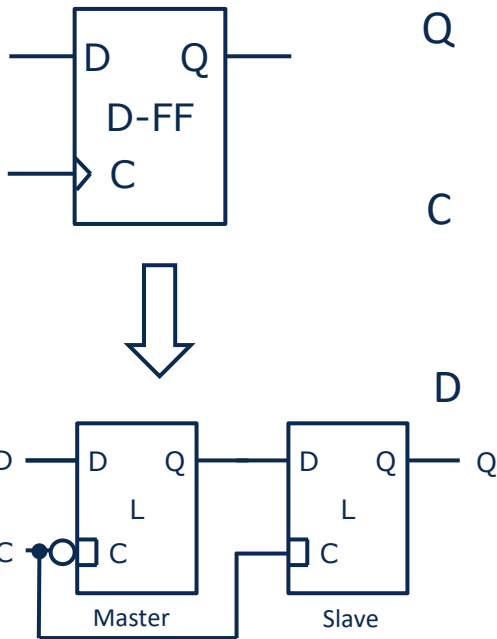 D Q
D-FF
C
Q
C
D
D D Q D Q Q
L L
C C C
Master Slave